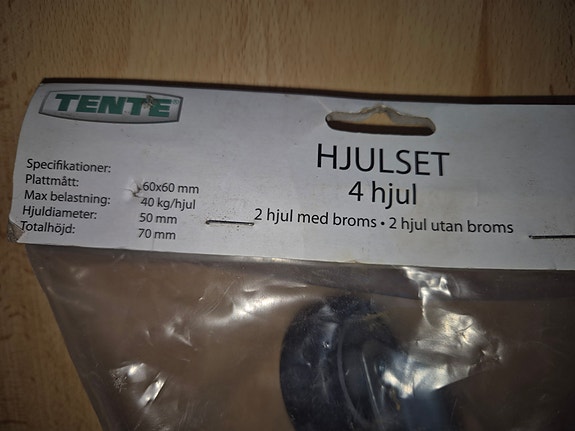 TENTE
HJULSET
4 hjul
2 hjul med broms • 2 hjul utan broms
Specifikationer:
Plattmått: 60x60 mm
Max belastning: 40 kg/hjul
Hjuldiameter: 50 mm
Totalhöjd: 70 mm